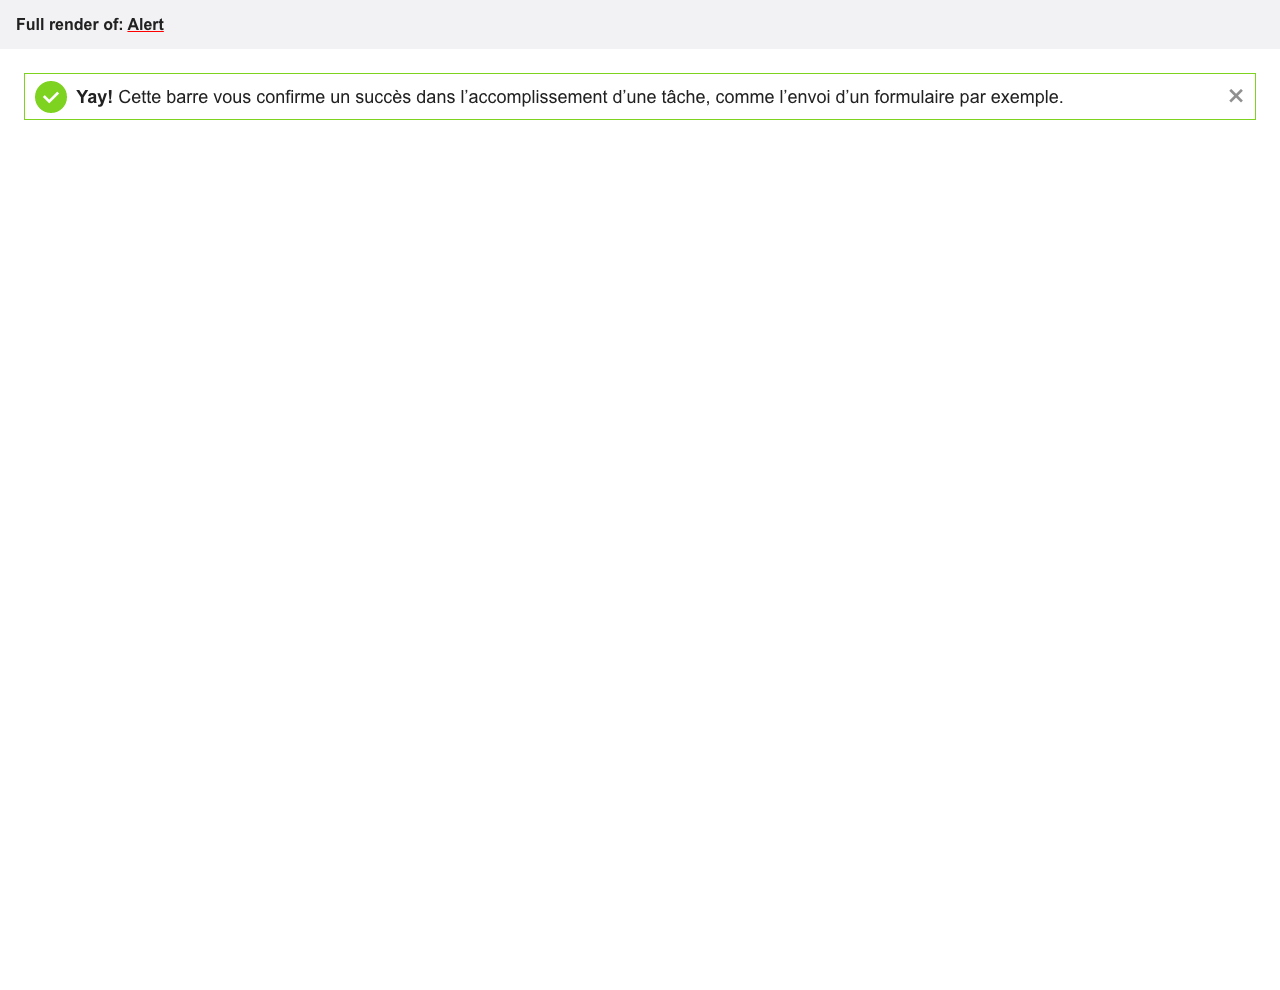 Full render of: Alert
Yay! Cette barre vous confirme un succès dans l’accomplissement d’une tâche, comme l’envoi d’un formulaire par exemple.